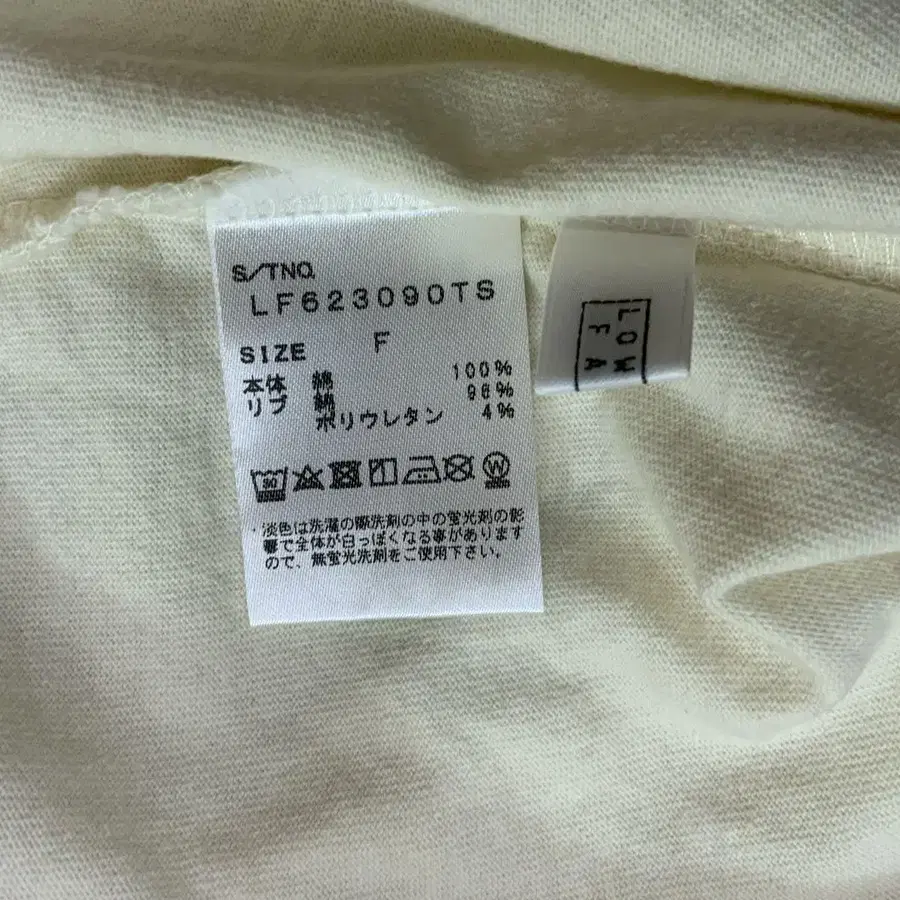 S/TNO.
LF623090TS
SIZE F
本体 綿 100%
リブ 綿 96%
ポリウレタン 4%
30
W
・淡色は洗濯の際洗剤の中の蛍光剤の影
響で全体が白っぽくなる事があります
ので、無蛍光洗剤をご使用下さい。
LOW
FA